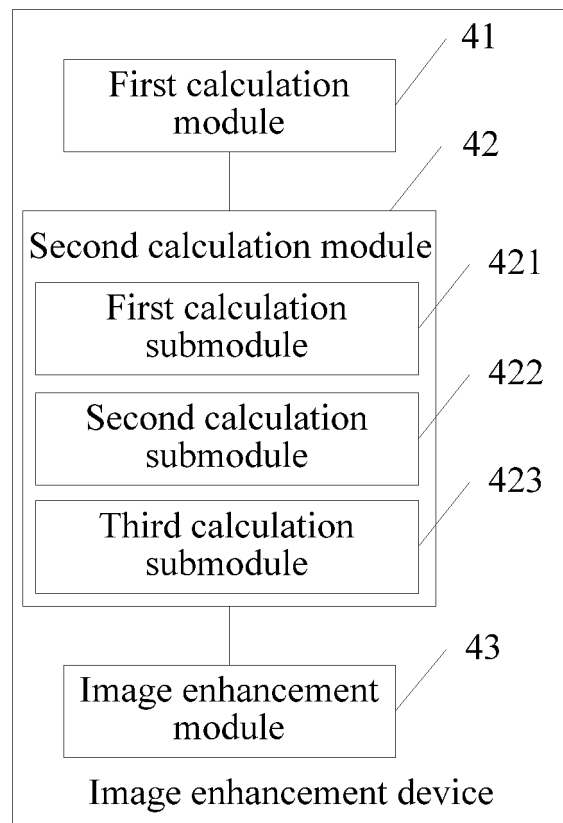 41
First calculation
module
42
Second calculation module
421
First calculation
submodule
422
Second calculation
submodule
423
Third calculation
submodule
43
Image enhancement
module
Image enhancement device